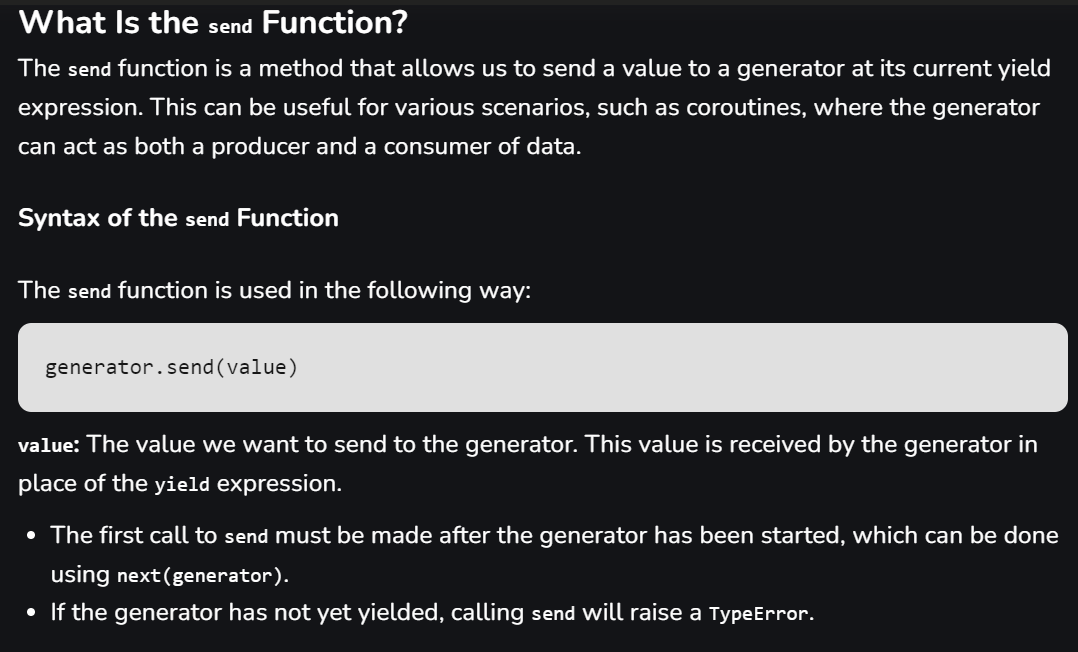 What Is the send Function?
The send function is a method that allows us to send a value to a generator at its current yield
expression. This can be useful for various scenarios, such as coroutines, where the generator
can act as both a producer and a consumer of data.
Syntax of the send Function
The send function is used in the following way:
generator.send(value)
value: The value we want to send to the generator. This value is received by the generator in
place of the yield expression.
• The first call to send must be made after the generator has been started, which can be done
using next(generator).
• If the generator has not yet yielded, calling send will raise a TypeError.